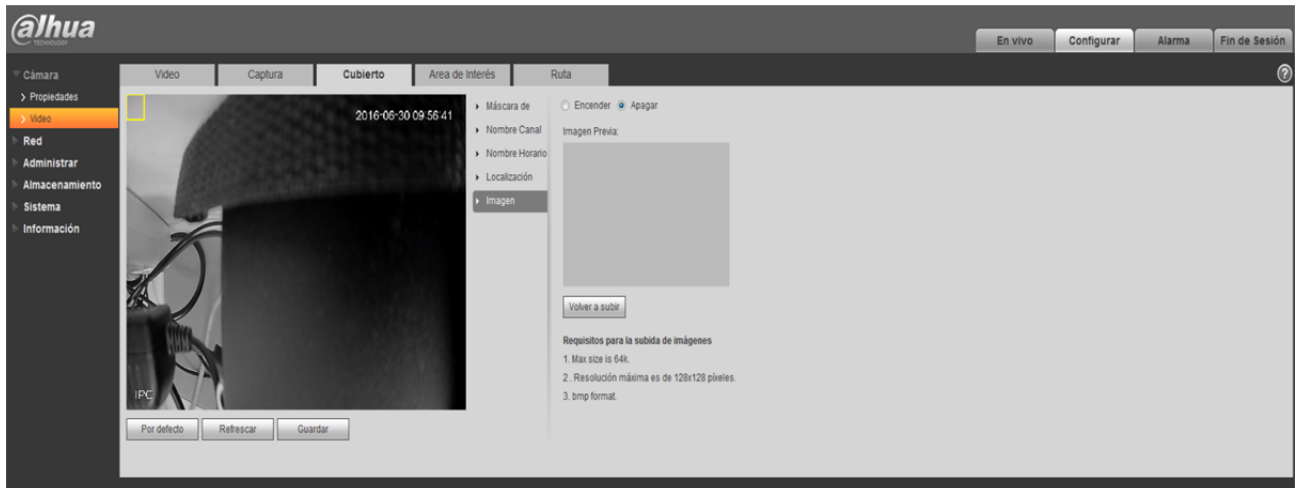 alhua
TECHNOLOGY
En vivo
Configurar
Alarma
Fin de Sesión
Cámara
Propiedades
Video
Red
Administrar
Almacenamiento
Sistema
Información
Video
Captura
Cubierto
Area de Interés
Ruta
2016-06-30 09:56:41
IPC
Por defecto
Refrescar
Guardar
Máscara de
Nombre Canal
Nombre Horario
Localización
Imagen
Encender
Apagar
Imagen Previa:
Volver a subir
Requisitos para la subida de imágenes
1. Max size is 64k.
2 . Resolución máxima es de 128x128 píxeles.
3. bmp format.